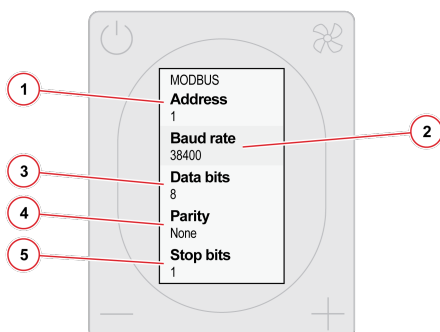 MODBUS
1
Address
1
2
Baud rate
38400
3
Data bits
8
4
Parity
None
5
Stop bits
1